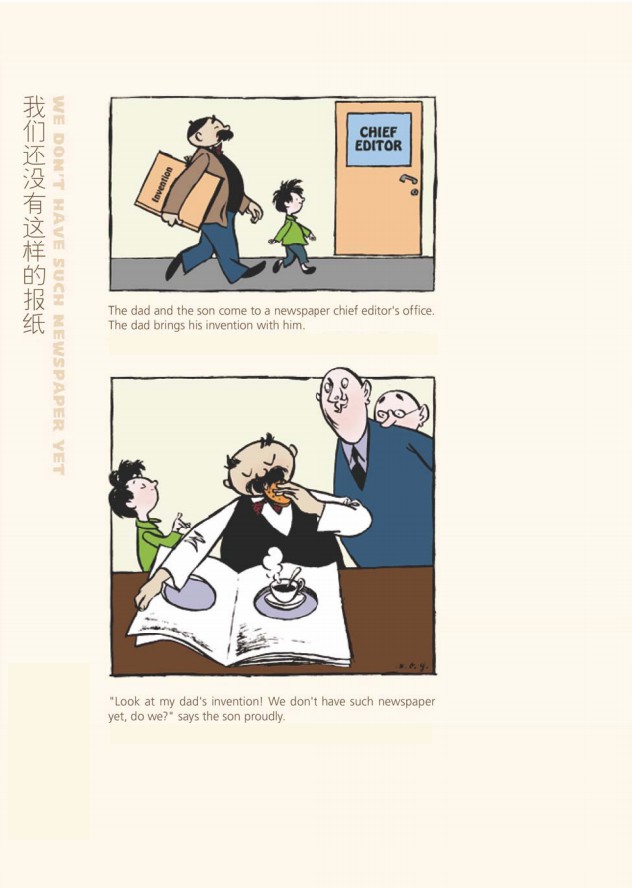 我们还没有这样的报纸
WE DON'T HAVE SUCH NEWSPAPER YET
Invention
CHIEF
EDITOR
The dad and the son come to a newspaper chief editor's office.
The dad brings his invention with him.
e.o.p.
"Look at my dad's invention! We don't have such newspaper
yet, do we?" says the son proudly.